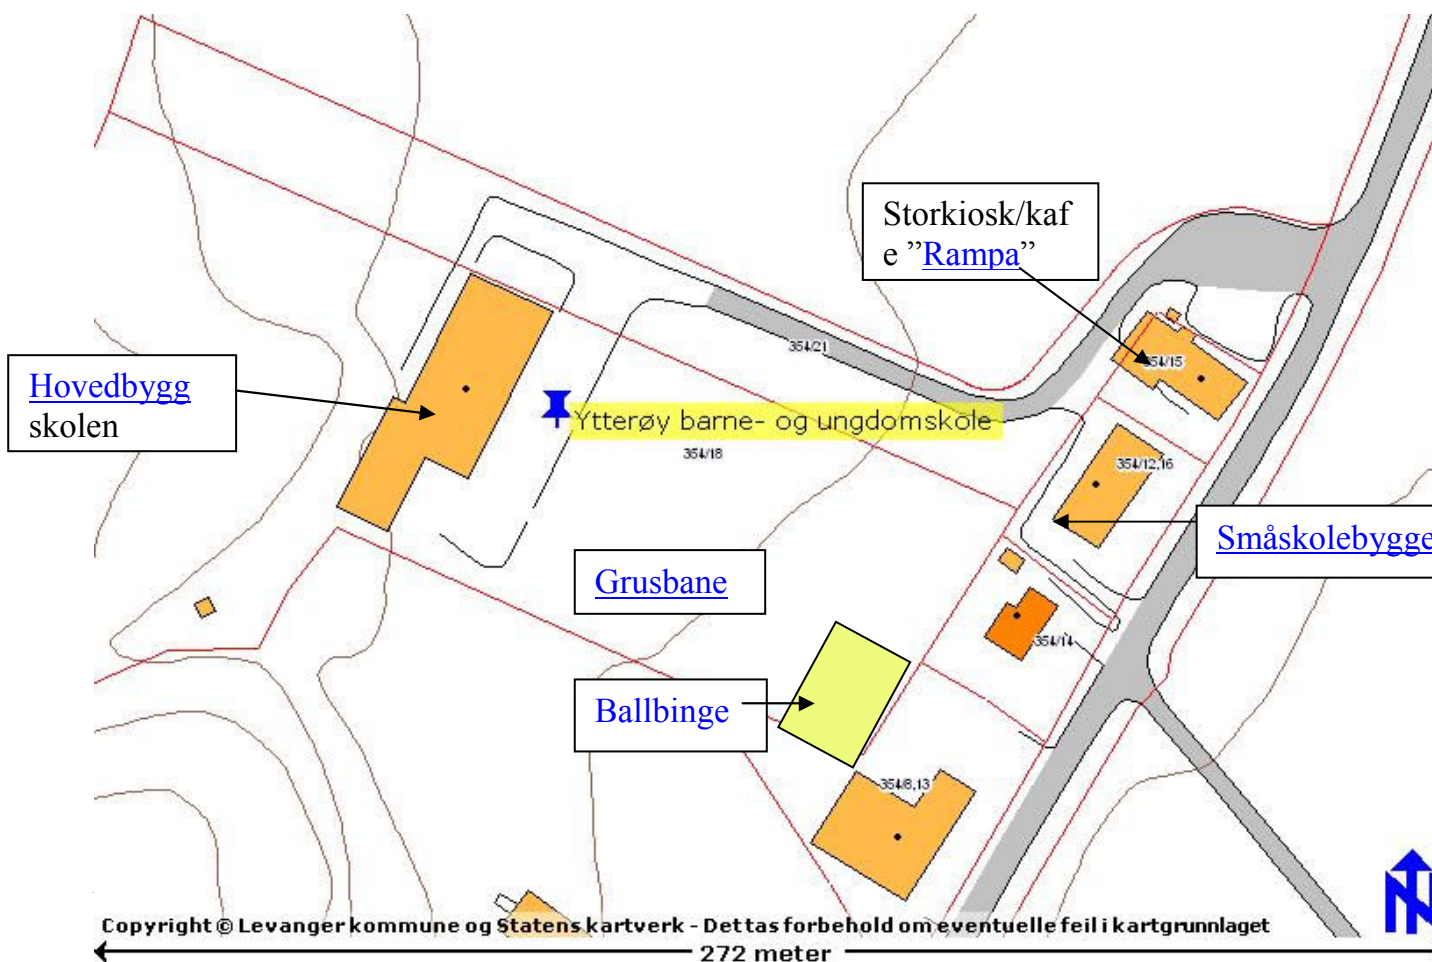 Storkiosk/kaf
e ”Rampa”
354/21
354/15
Hovedbygg
skolen
Ytterøy barne- og ungdomskole
354/18
354/12,16
Småskolebygge
Grusbane
354/14
Ballbinge
354/8,13
N
Copyright © Levanger kommune og Statens kartverk - Det tas forbehold om eventuelle feil i kartgrunnlaget
272 meter